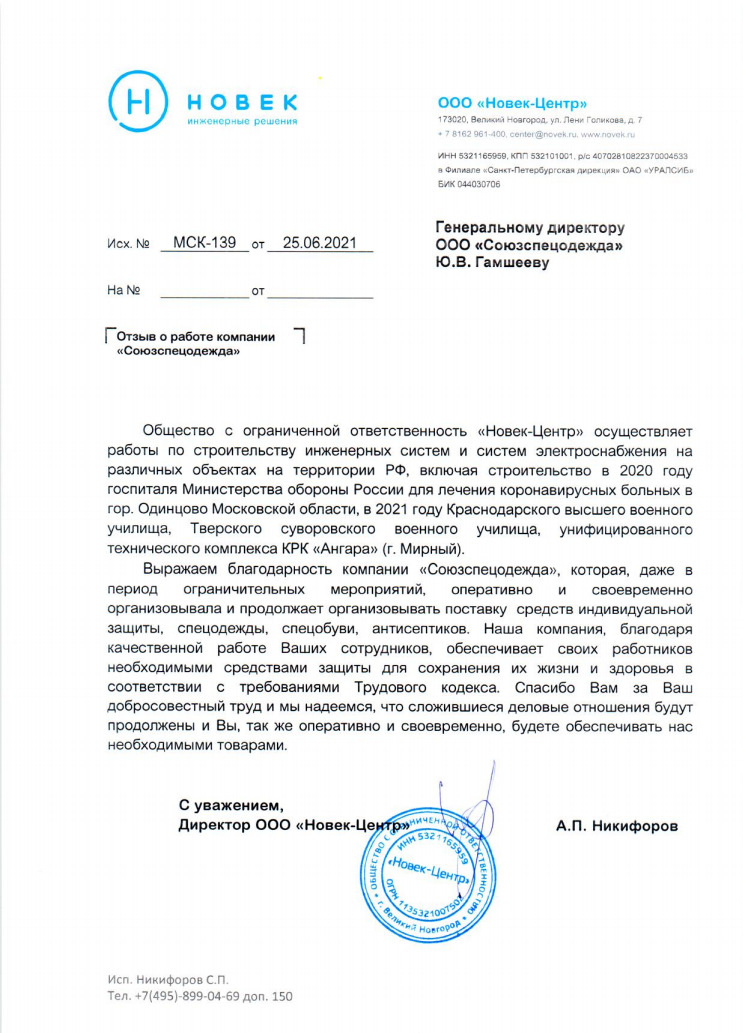 Н
НОВЕК
инженерные решения
ООО «Новек-Центр»
173020, Великий Новгород, ул. Лени Голикова, д. 7
+ 7 8162 961-400, center@novek.ru, www.novek.ru
ИНН 5321165959, КПП 532101001, р/с 40702810822370004533
в Филиале «Санкт-Петербургская дирекция» ОАО «УРАЛСИБ»
БИК 044030706
Генеральному директору
ООО «Союзспецодежда»
Ю.В. Гамшееву
Исх. № МСК-139 от 25.06.2021
На № от
Отзыв о работе компании
«Союзспецодежда»
Общество с ограниченной ответственность «Новек-Центр» осуществляет
работы по строительству инженерных систем и систем электроснабжения на
различных объектах на территории РФ, включая строительство в 2020 году
госпиталя Министерства обороны России для лечения коронавирусных больных в
гор. Одинцово Московской области, в 2021 году Краснодарского высшего военного
училища, Тверского суворовского военного училища, унифицированного
технического комплекса КРК «Ангара» (г. Мирный).
Выражаем благодарность компании «Союзспецодежда», которая, даже в
период ограничительных мероприятий, оперативно и своевременно
организовывала и продолжает организовывать поставку средств индивидуальной
защиты, спецодежды, спецобуви, антисептиков. Наша компания, благодаря
качественной работе Ваших сотрудников, обеспечивает своих работников
необходимыми средствами защиты для сохранения их жизни и здоровья в
соответствии с требованиями Трудового кодекса. Спасибо Вам за Ваш
добросовестный труд и мы надеемся, что сложившиеся деловые отношения будут
продолжены и Вы, так же оперативно и своевременно, будете обеспечивать нас
необходимыми товарами.
С уважением,
Директор ООО «Новек-Центр» А.П. Никифоров
ОБЩЕСТВО С ОГРАНИЧЕННОЙ ОТВЕТСТВЕННОСТЬЮ
ИНН 5321165959
«Новек-Центр»
ОГРН
г. Великий Новгород
Исп. Никифоров С.П.
Тел. +7(495)-899-04-69 доп. 150